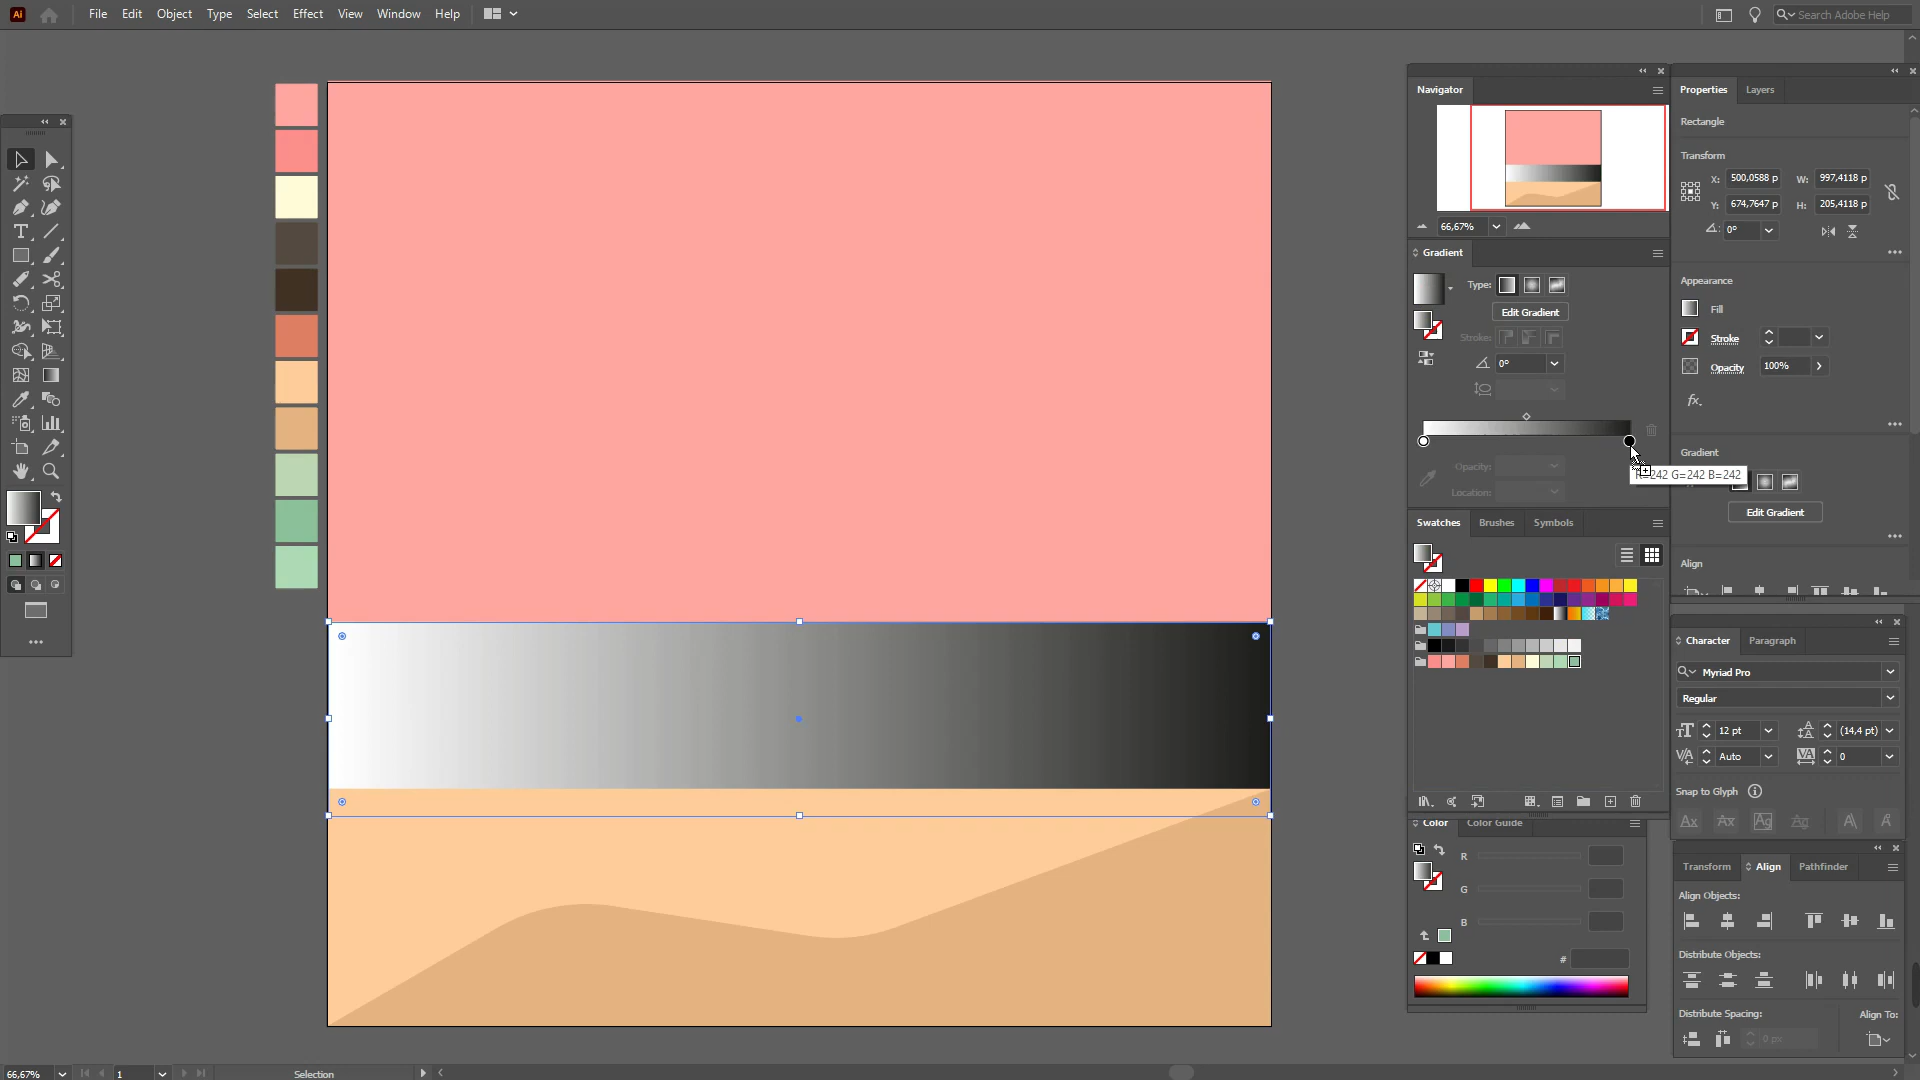 Ai File Edit Object Type Select Effect View Window Help Search Adobe Help
Navigator
66,67%
Gradient
Type:
Edit Gradient
Stroke:
0°
Opacity:
Location:
G=242 B=242
Swatches Brushes Symbols
Color Color Guide
R
G
B
#
Properties Layers
Rectangle
Transform
X: 500,0588 p W: 997,4118 p
Y: 674,7647 p H: 205,4118 p
0°
Appearance
Fill
Stroke
Opacity 100%
fx.
Gradient
Edit Gradient
Align
Character Paragraph
Myriad Pro
Regular
12 pt (14,4 pt)
Auto 0
Snap to Glyph
Transform Align Pathfinder
Align Objects:
Distribute Objects:
Distribute Spacing: Align To:
0 px
66,67% 1 Selection